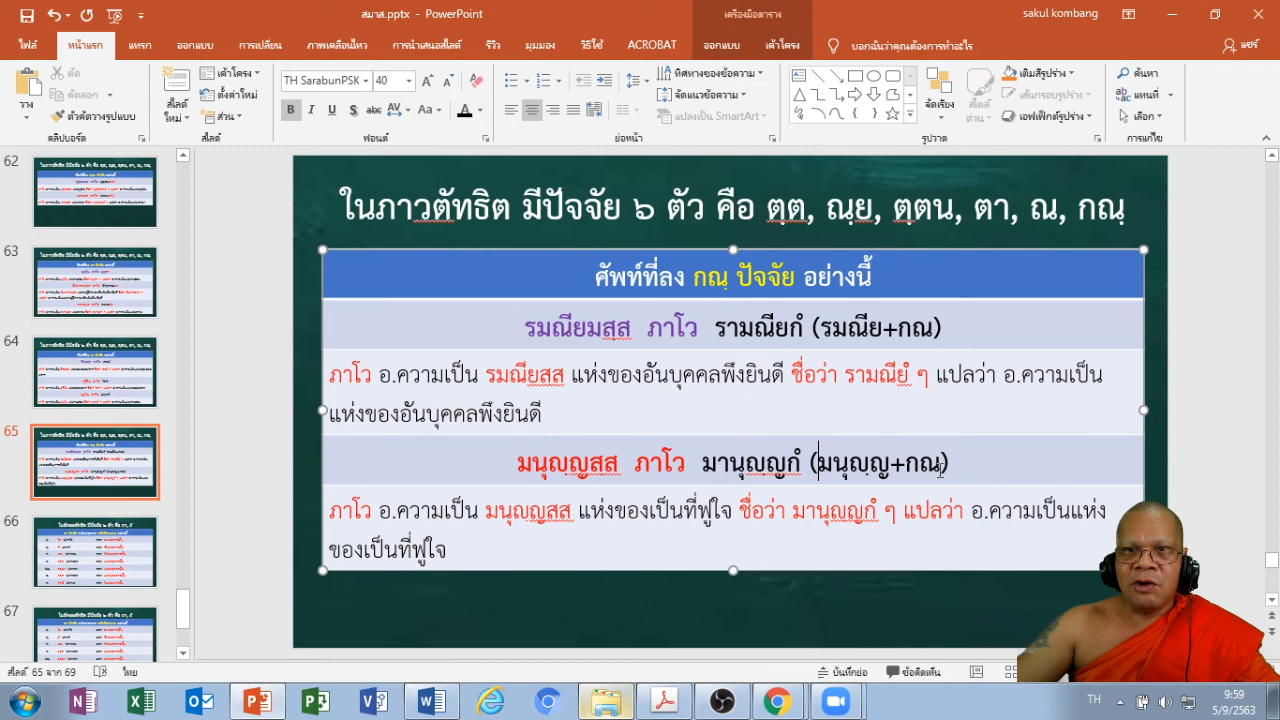 สมาส.pptx - PowerPoint
เครื่องมือตาราง
sakul kombang
ไฟล์ หน้าแรก แทรก ออกแบบ การเปลี่ยน ภาพเคลื่อนไหว การนำเสนอสไลด์ รีวิว มุมมอง วิธีใช้ ACROBAT ออกแบบ เค้าโครง บอกฉันว่าคุณต้องการทำอะไร แชร์
วาง
ตัด
คัดลอก
ตัวคัดวางรูปแบบ
คลิปบอร์ด
สไลด์ใหม่
เค้าโครง
ตั้งค่าใหม่
ส่วน
สไลด์
TH SarabunPSK 40
B I U S abc AV Aa A
ฟอนต์
ทิศทางของข้อความ
จัดแนวข้อความ
แปลงเป็น SmartArt
ย่อหน้า
จัดเรียง
สไตล์ด่วน
เติมสีรูปร่าง
เส้นกรอบรูปร่าง
เอฟเฟ็กต์รูปร่าง
รูปวาด
ค้นหา
แทนที่
เลือก
การแก้ไข
62
63
64
65
66
67
ในภาวตัทธิต มีปัจจัย ๖ ตัว คือ ตฺต, ณฺย, ตฺตน, ตา, ณ, กณฺ
ศัพท์ที่ลง กณฺ ปัจจัย อย่างนี้
รมณียมสฺส ภาโว รามณียกํ (รมณีย+กณ)
ภาโว อ.ความเป็น รมณียสฺส แห่งของอันบุคคลพึงยินดี ชื่อว่า รามณียํ ๆ แปลว่า อ.ความเป็น
แห่งของอันบุคคลพึงยินดี
มนุญฺญสฺส ภาโว มานุญฺญกํ (มนุญฺญ+กณ)
ภาโว อ.ความเป็น มนุญฺญสฺส แห่งของเป็นที่ฟูใจ ชื่อว่า มานุญฺญกํ ๆ แปลว่า อ.ความเป็นแห่ง
ของเป็นที่ฟูใจ
สไลด์ 65 จาก 69 ไทย บันทึกย่อ ข้อคิดเห็น
TH
9:59
5/9/2563